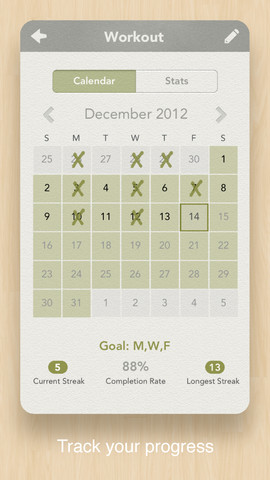 Workout
Calendar Stats
December 2012
S M T W T F S
25 27 30 1
2 3 4 5 6 7 8
9 10 11 12 13 14 15
16 17 18 19 20 21 22
23 24 25 26 27 28 29
30 31 1 2 3 4 5
Goal: M,W,F
5 88% 13
Current Streak Completion Rate Longest Streak
Track your progress